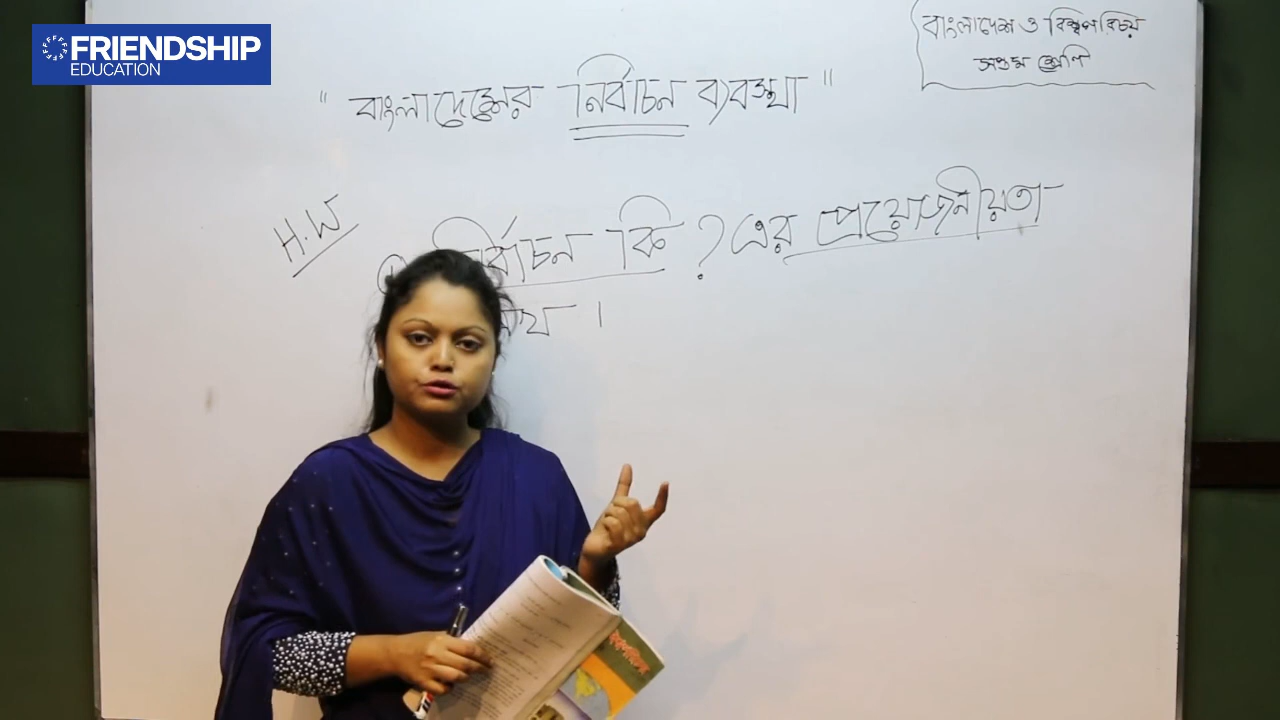 FRIENDSHIP
EDUCATION
বাংলাদেশ ও বিশ্বপরিচয়
সপ্তম শ্রেণি
" বাংলাদেশের নির্বাচন ব্যবস্থা "
H.W
নির্বাচন কি ? এর প্রয়োজনীয়তা